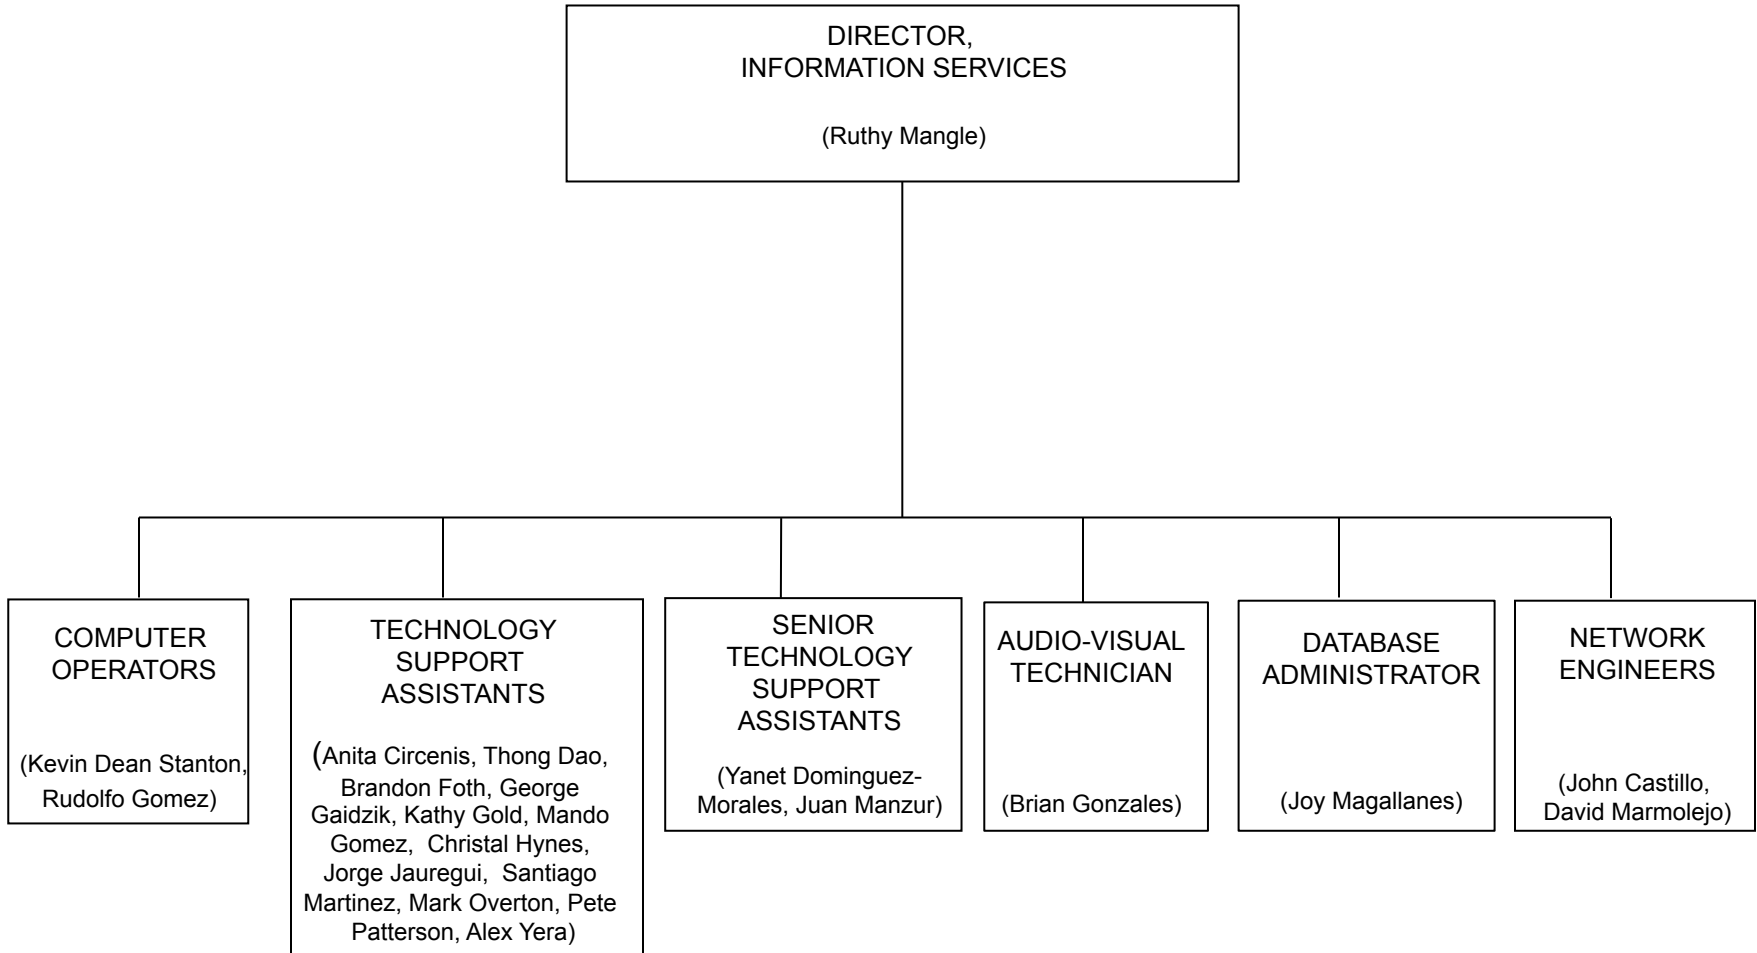 DIRECTOR,
INFORMATION SERVICES
(Ruthy Mangle)
COMPUTER
OPERATORS
(Kevin Dean Stanton,
Rudolfo Gomez)
TECHNOLOGY
SUPPORT
ASSISTANTS
(Anita Circenis, Thong Dao,
Brandon Foth, George
Gaidzik, Kathy Gold, Mando
Gomez, Christal Hynes,
Jorge Jauregui, Santiago
Martinez, Mark Overton, Pete
Patterson, Alex Yera)
SENIOR
TECHNOLOGY
SUPPORT
ASSISTANTS
(Yanet Dominguez-
Morales, Juan Manzur)
AUDIO-VISUAL
TECHNICIAN
(Brian Gonzales)
DATABASE
ADMINISTRATOR
(Joy Magallanes)
NETWORK
ENGINEERS
(John Castillo,
David Marmolejo)